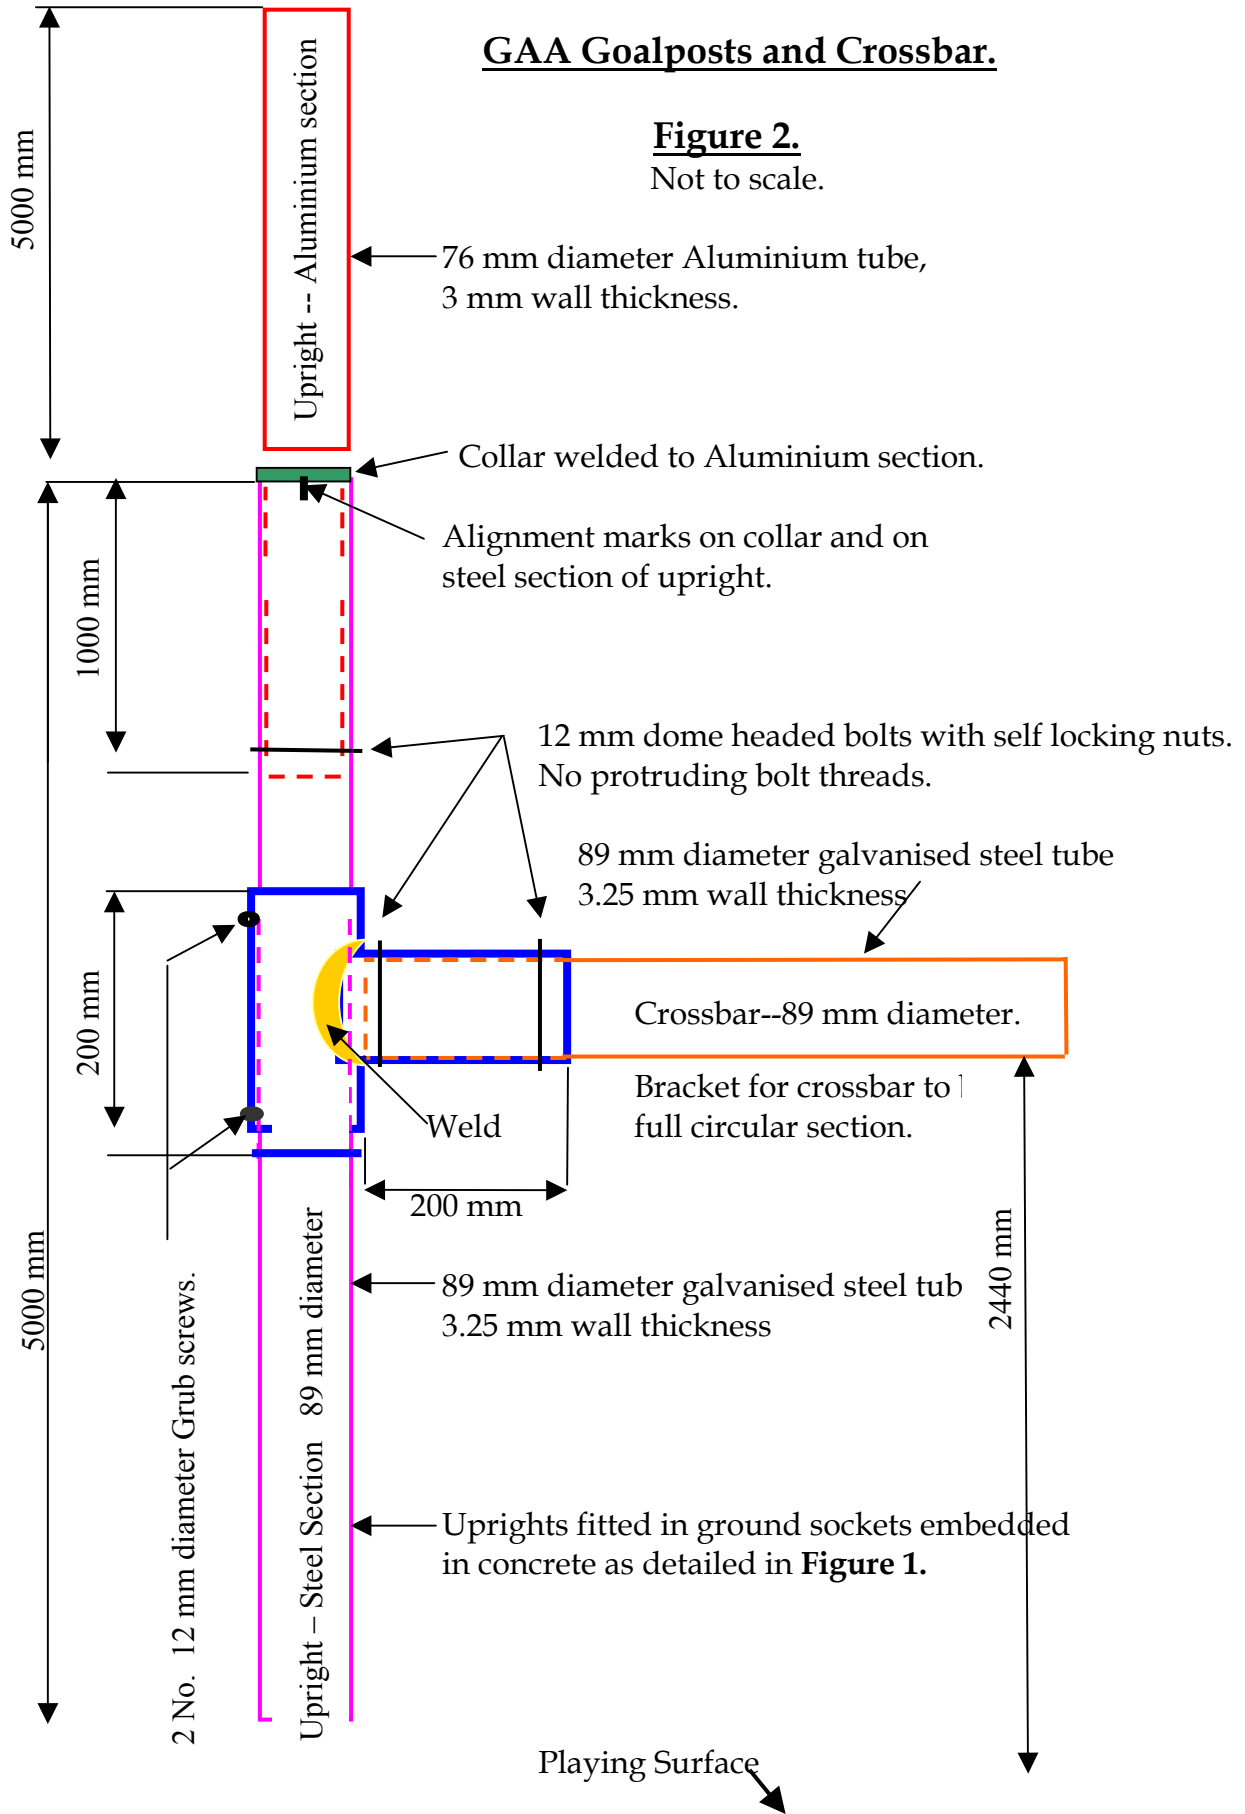 GAA Goalposts and Crossbar.
Figure 2.
Not to scale.
5000 mm
Upright -- Aluminium section
76 mm diameter Aluminium tube,
3 mm wall thickness.
Collar welded to Aluminium section.
Alignment marks on collar and on
steel section of upright.
1000 mm
12 mm dome headed bolts with self locking nuts.
No protruding bolt threads.
89 mm diameter galvanised steel tube
3.25 mm wall thickness
200 mm
Crossbar--89 mm diameter.
Bracket for crossbar to
full circular section.
Weld
200 mm
5000 mm
2 No. 12 mm diameter Grub screws.
Upright – Steel Section 89 mm diameter
89 mm diameter galvanised steel tub
3.25 mm wall thickness
2440 mm
Uprights fitted in ground sockets embedded
in concrete as detailed in Figure 1.
Playing Surface